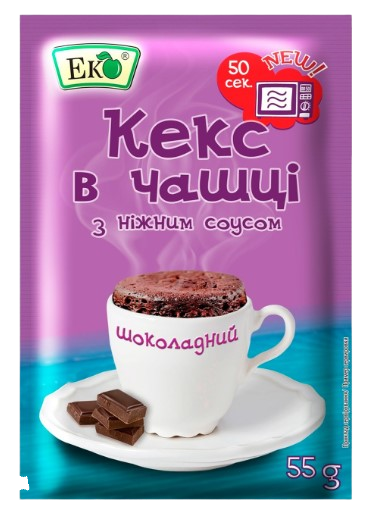 Еко®
50
сек.
NEW!
Кекс
в чашці
з ніжним соусом
шоколадний
55 g